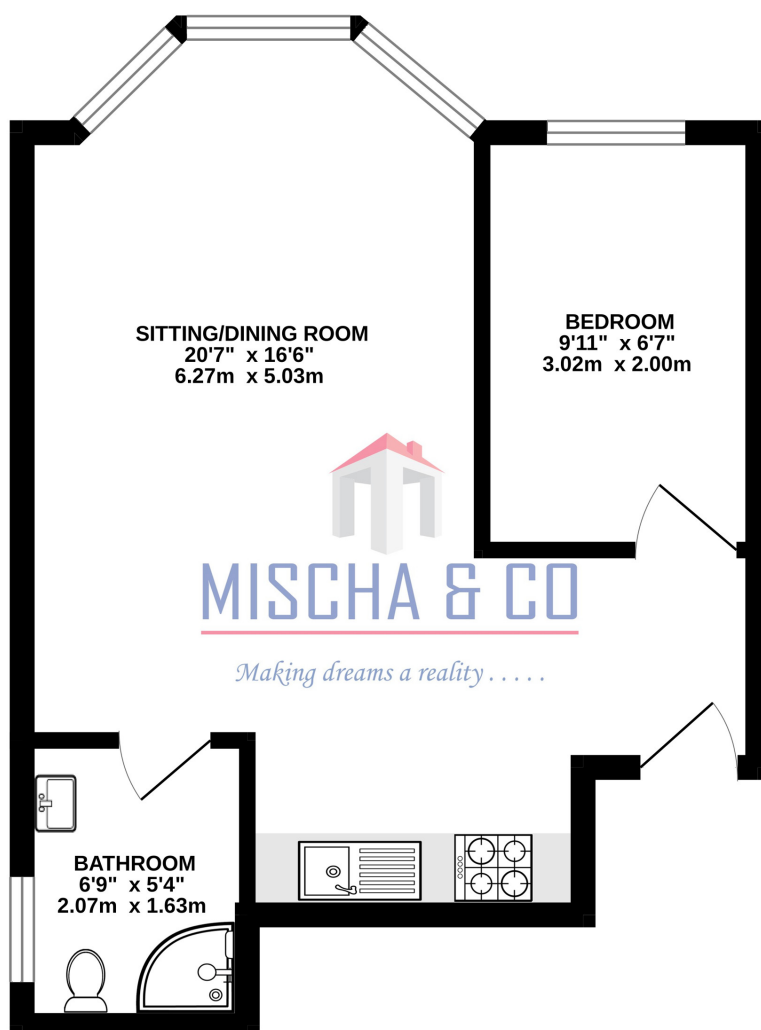 SITTING/DINING ROOM
20'7" x 16'6"
6.27m x 5.03m
BEDROOM
9'11" x 6'7"
3.02m x 2.00m
MISCHA & CO
Making dreams a reality . . . . .
BATHROOM
6'9" x 5'4"
2.07m x 1.63m